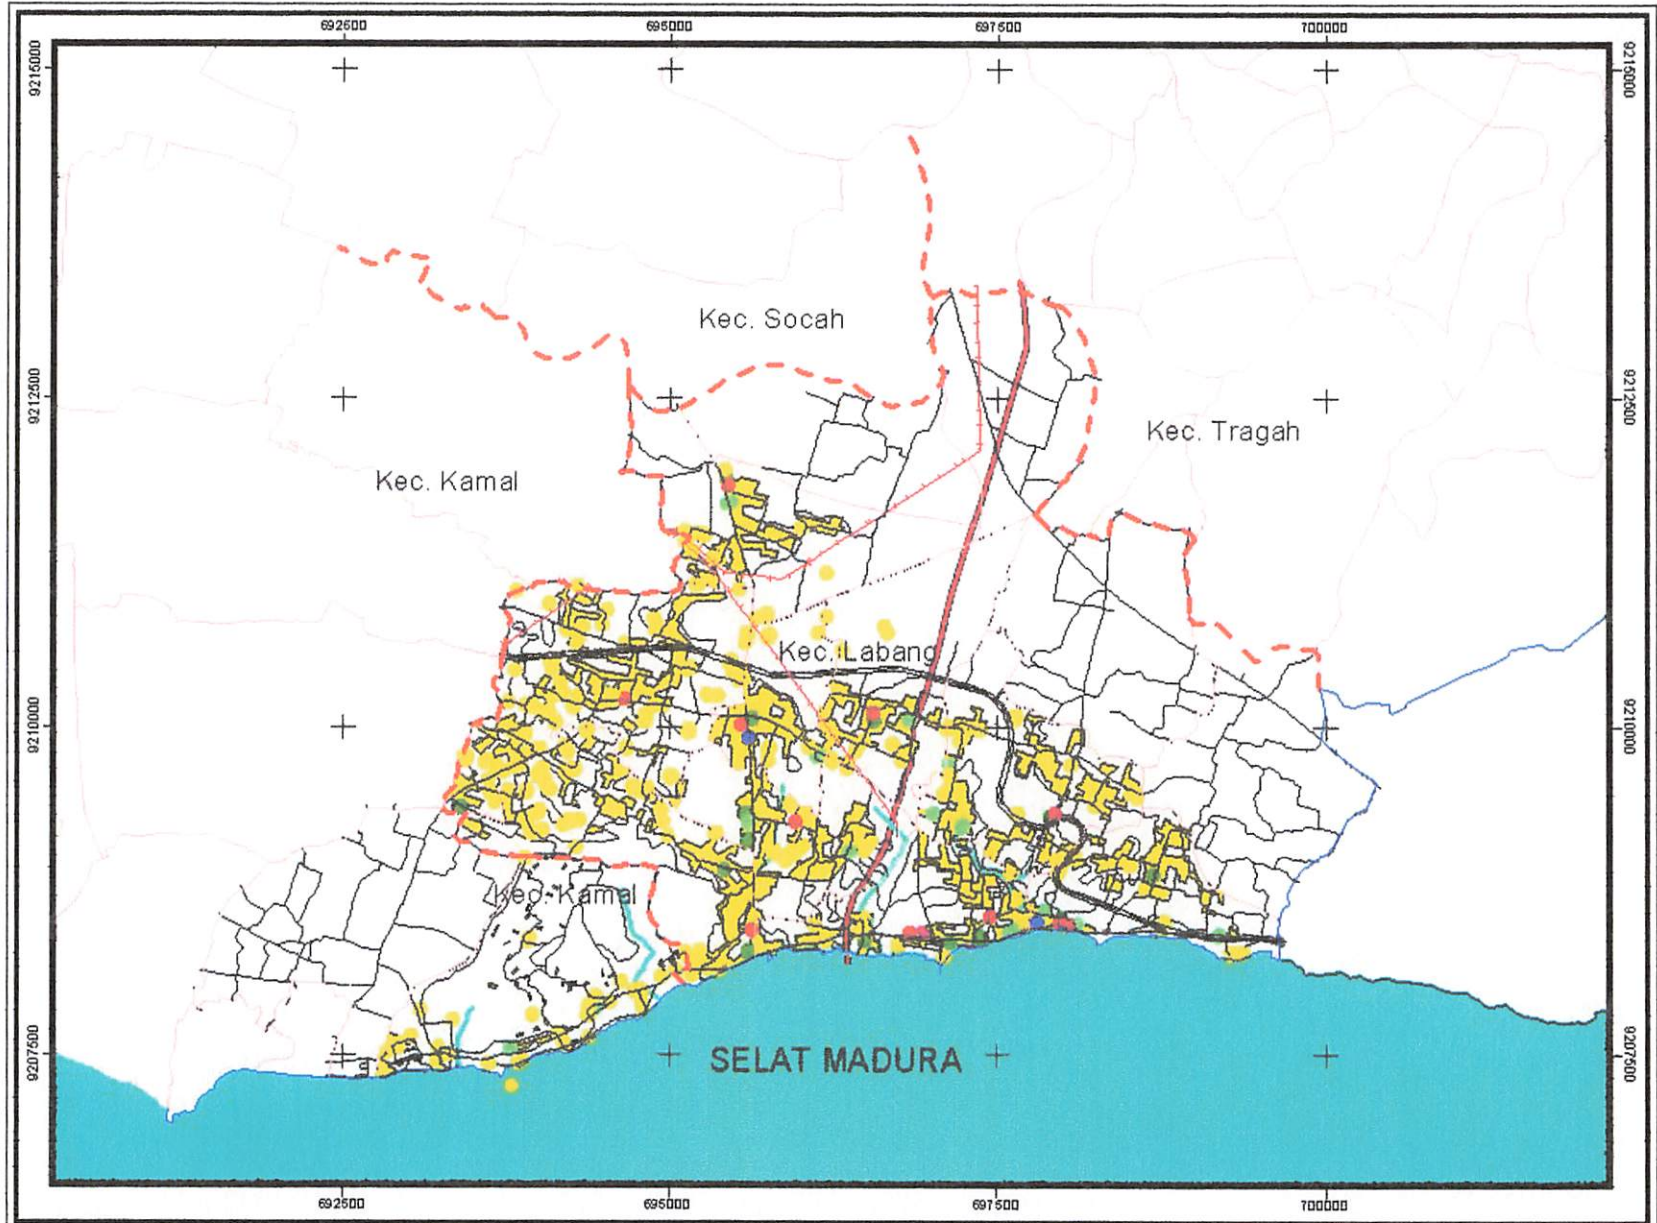 692500 695000 697500 700000
9215000 9215000
Kec. Socah
9212500 9212500
Kec. Tragah
Kec. Kamal
Kec. Labang
9210000 9210000
Kec. Kamal
9207500 SELAT MADURA 9207500
692500 695000 697500 700000